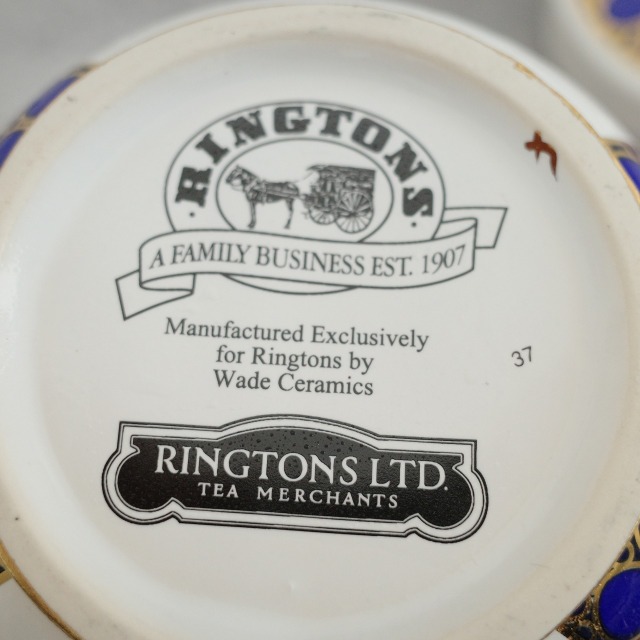 RINGTONS
A FAMILY BUSINESS EST. 1907
Manufactured Exclusively
for Ringtons by
Wade Ceramics
37
RINGTONS LTD.
TEA MERCHANTS